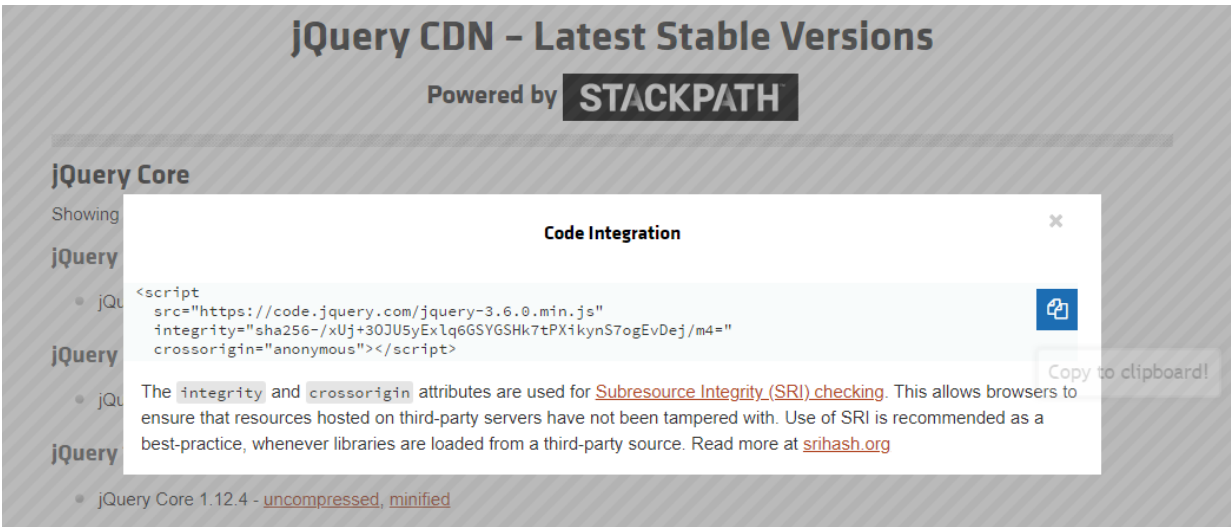 jQuery CDN – Latest Stable Versions
Powered by STACKPATH
jQuery Core
Showing
jQuery
jQu
jQuery
jQu
jQuery
jQuery Core 1.12.4 - uncompressed, minified
Code Integration
×
<script
src="https://code.jquery.com/jquery-3.6.0.min.js"
integrity="sha256-/xUj+3OJU5yExlq6GSYGSHk7tPXikynS7ogEvDej/m4="
crossorigin="anonymous"></script>
Copy to clipboard!
The integrity and crossorigin attributes are used for Subresource Integrity (SRI) checking. This allows browsers to
ensure that resources hosted on third-party servers have not been tampered with. Use of SRI is recommended as a
best-practice, whenever libraries are loaded from a third-party source. Read more at srihash.org